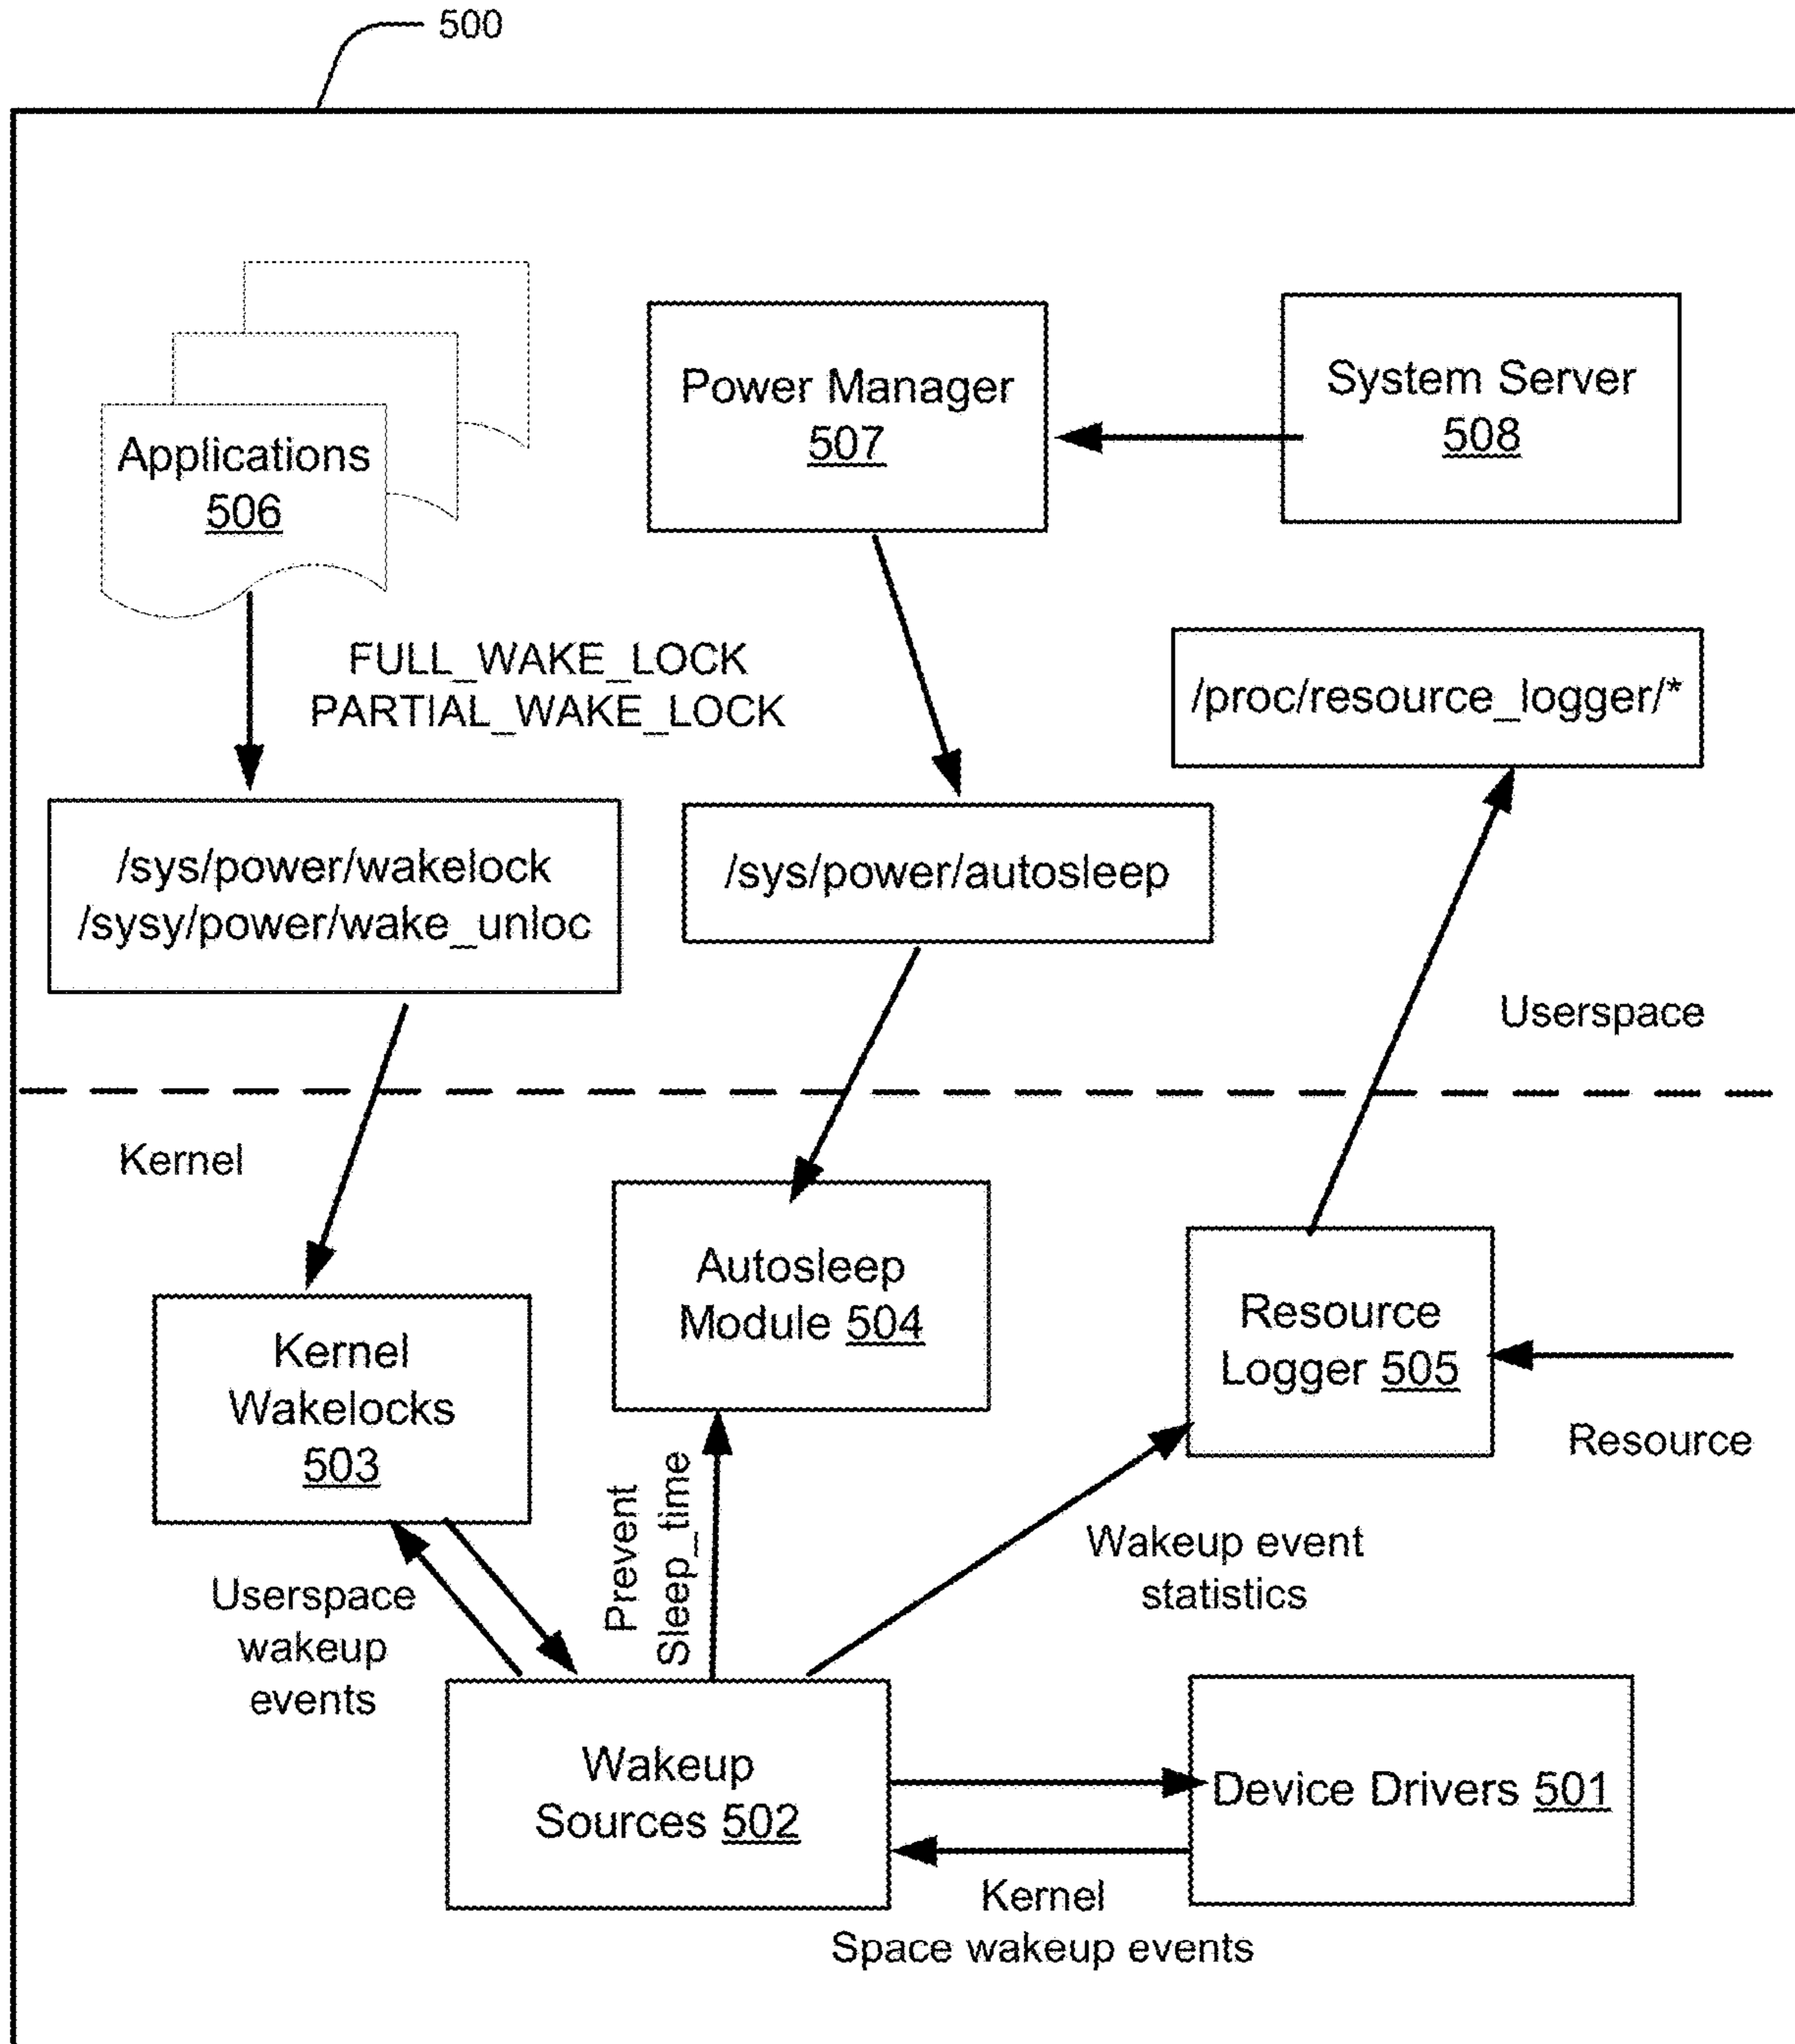 500
Applications
506
Power Manager
507
System Server
508
FULL_WAKE_LOCK
PARTIAL_WAKE_LOCK
/proc/resource_logger/*
/sys/power/wakelock
/sysy/power/wake_unloc
/sys/power/autosleep
Userspace
Kernel
Autosleep
Module 504
Resource
Logger 505
Resource
Kernel
Wakelocks
503
Userspace
wakeup
events
Prevent
Sleep_time
Wakeup event
statistics
Wakeup
Sources 502
Device Drivers 501
Kernel
Space wakeup events